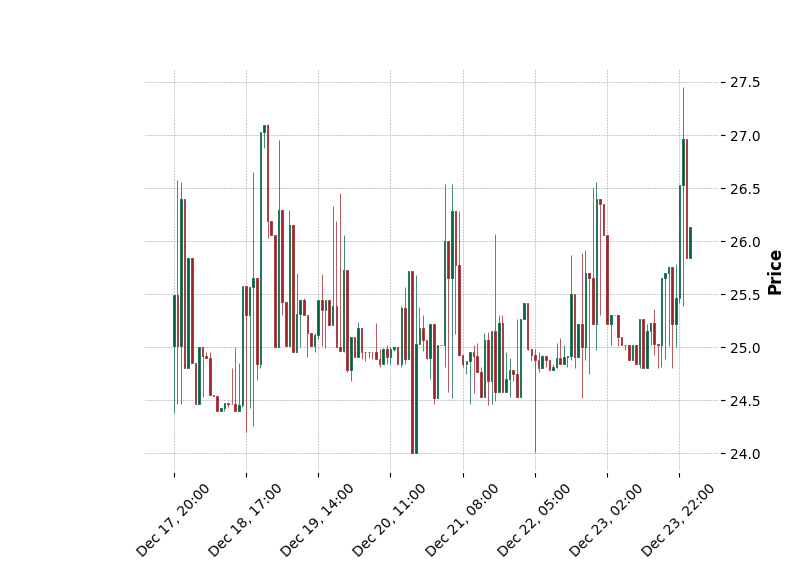 27.5
27.0
26.5
26.0
25.5
25.0
24.5
24.0
Price
Dec 17, 20:00
Dec 18, 17:00
Dec 19, 14:00
Dec 20, 11:00
Dec 21, 08:00
Dec 22, 05:00
Dec 23, 02:00
Dec 23, 22:00